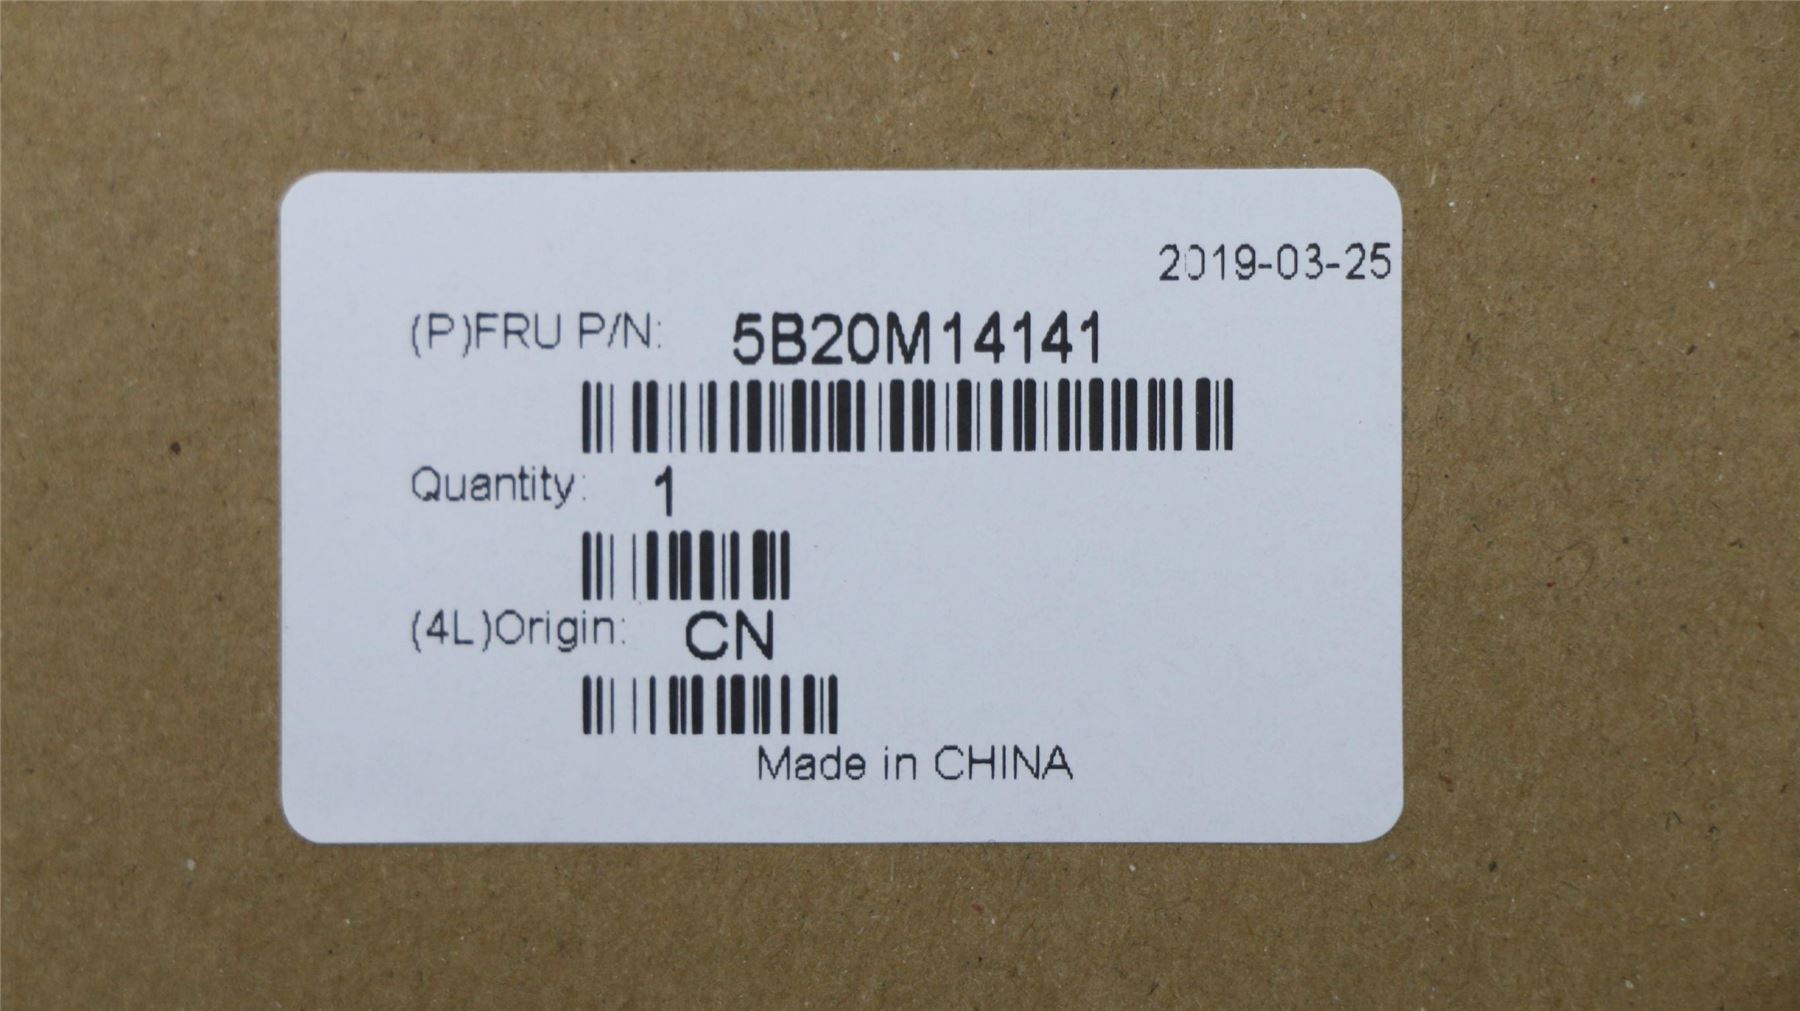 2019-03-25
(P)FRU P/N: 5B20M14141
Quantity: 1
(4L)Origin: CN
Made in CHINA